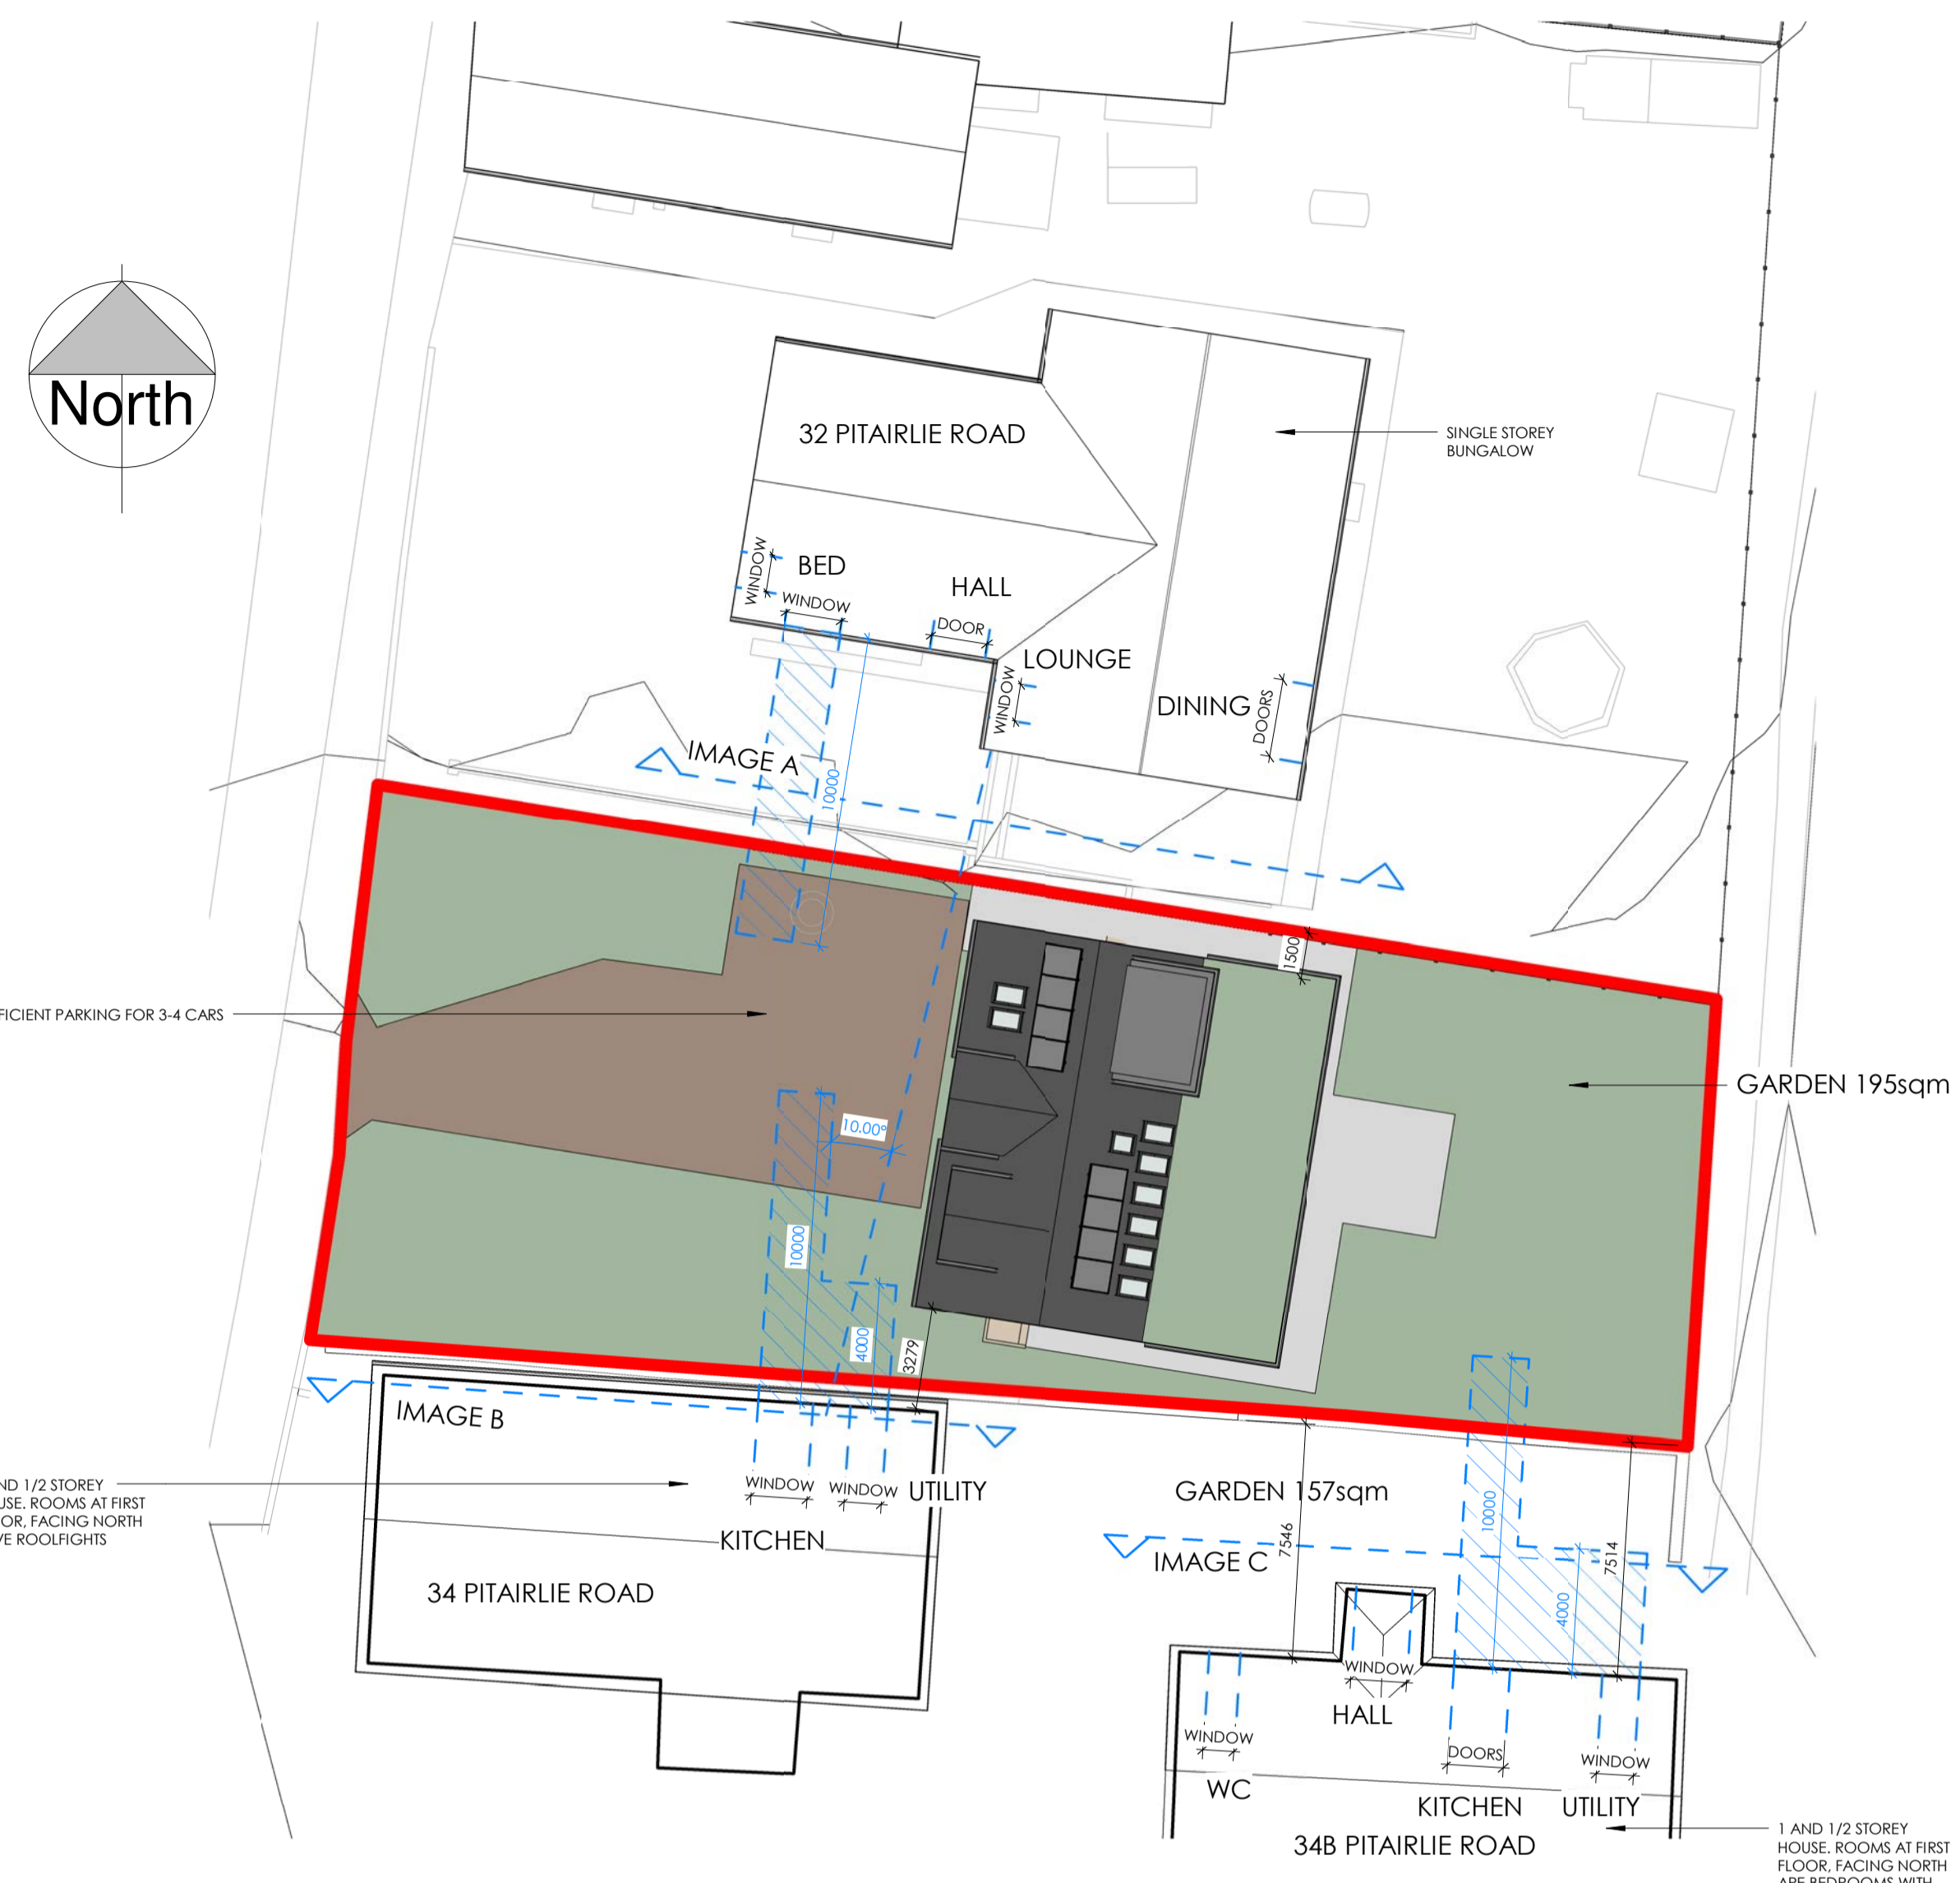 North
32 PITAIRLIE ROAD
SINGLE STOREY
BUNGALOW
WINDOW
BED
WINDOW
HALL
DOOR
LOUNGE
WINDOW
DINING
DOORS
IMAGE A
10000
1500
FICIENT PARKING FOR 3-4 CARS
GARDEN 195sqm
10.00°
10000
4000
3279
IMAGE B
ND 1/2 STOREY
USE. ROOMS AT FIRST
OR, FACING NORTH
VE ROOLFIGHTS
WINDOW
WINDOW
UTILITY
KITCHEN
34 PITAIRLIE ROAD
GARDEN 157sqm
7546
IMAGE C
10000
4000
7514
WINDOW
HALL
WINDOW
WC
DOORS
WINDOW
KITCHEN
UTILITY
34B PITAIRLIE ROAD
1 AND 1/2 STOREY
HOUSE. ROOMS AT FIRST
FLOOR, FACING NORTH
ARE BEDROOMS WITH